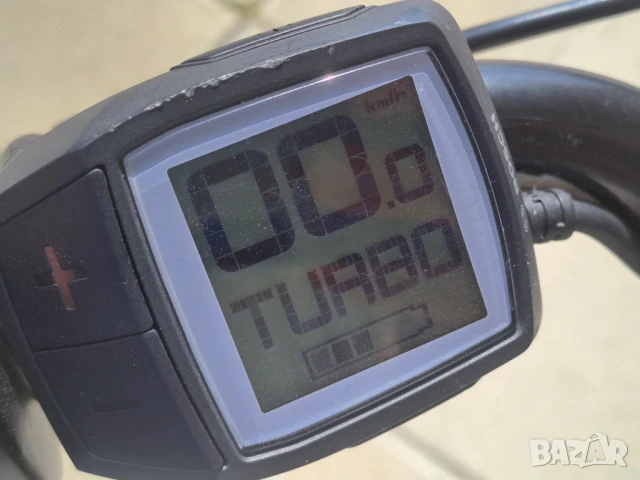 km/h
00.0
TURBO
+
-
BAZAR